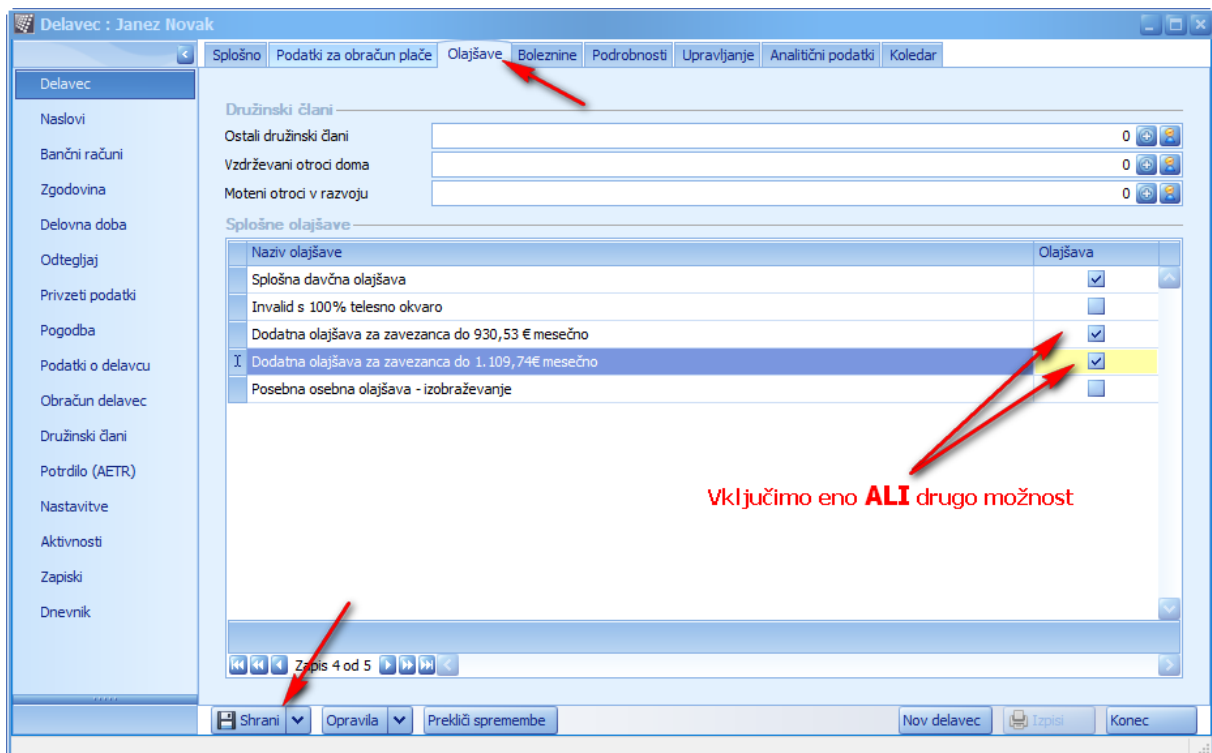 Delavec : Janez Novak
Splošno Podatki za obračun plače Olajšave Boleznine Podrobnosti Upravljanje Analitični podatki Koledar
Delavec
Naslovi
Bančni računi
Zgodovina
Delovna doba
Odtegljaj
Privzeti podatki
Pogodba
Podatki o delavcu
Obračun delavec
Družinski člani
Potrdilo (AETR)
Nastavitve
Aktivnosti
Zapiski
Dnevnik
Družinski člani
Ostali družinski člani 0
Vzdrževani otroci doma 0
Moteni otroci v razvoju 0
Splošne olajšave
Naziv olajšave Olajšava
Splošna davčna olajšava
Invalid s 100% telesno okvaro
Dodatna olajšava za zavezanca do 930,53 € mesečno
Dodatna olajšava za zavezanca do 1.109,74€ mesečno
Posebna osebna olajšava - izobraževanje
Vključimo eno ALI drugo možnost
Zapis 4 od 5
Shrani Opravila Prekliči spremembe Nov delavec Izpisi Konec